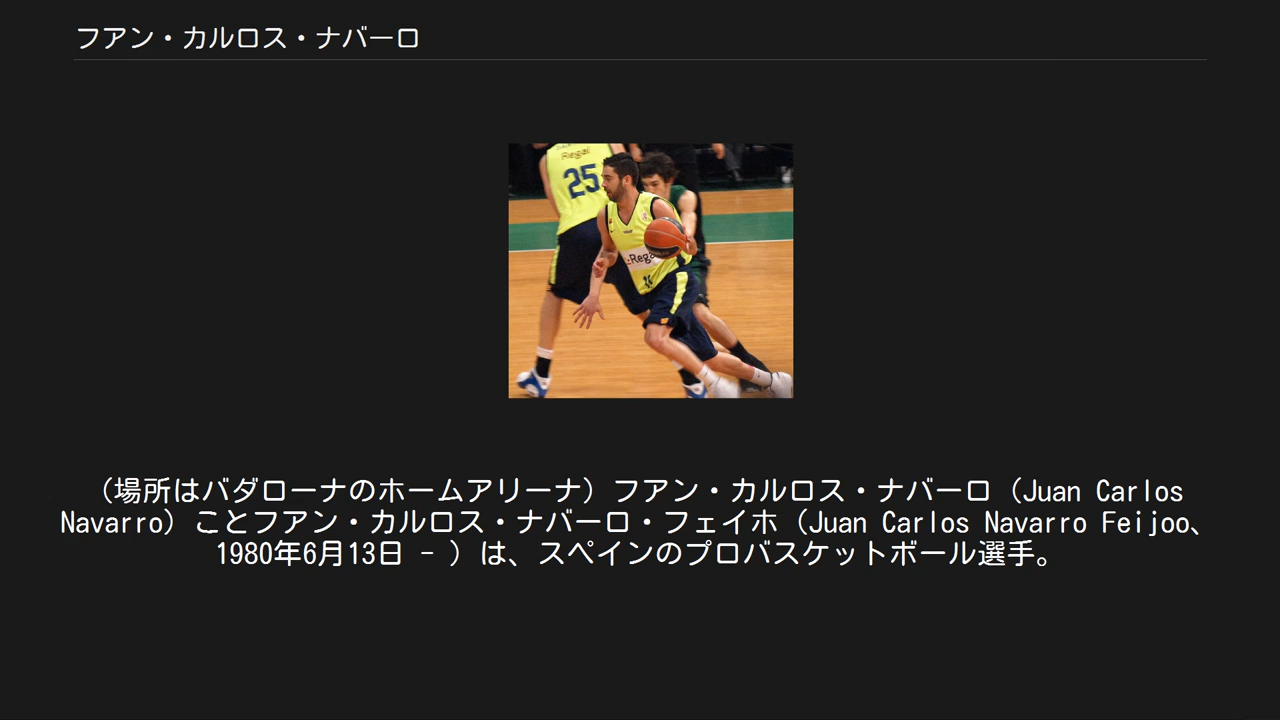 フアン・カルロス・ナバーロ
Regal
25
Rega
11
（場所はバダローナのホームアリーナ）フアン・カルロス・ナバーロ（Juan Carlos
Navarro）ことフアン・カルロス・ナバーロ・フェイホ（Juan Carlos Navarro Feijoo、
1980年6月13日 - ）は、スペインのプロバスケットボール選手。